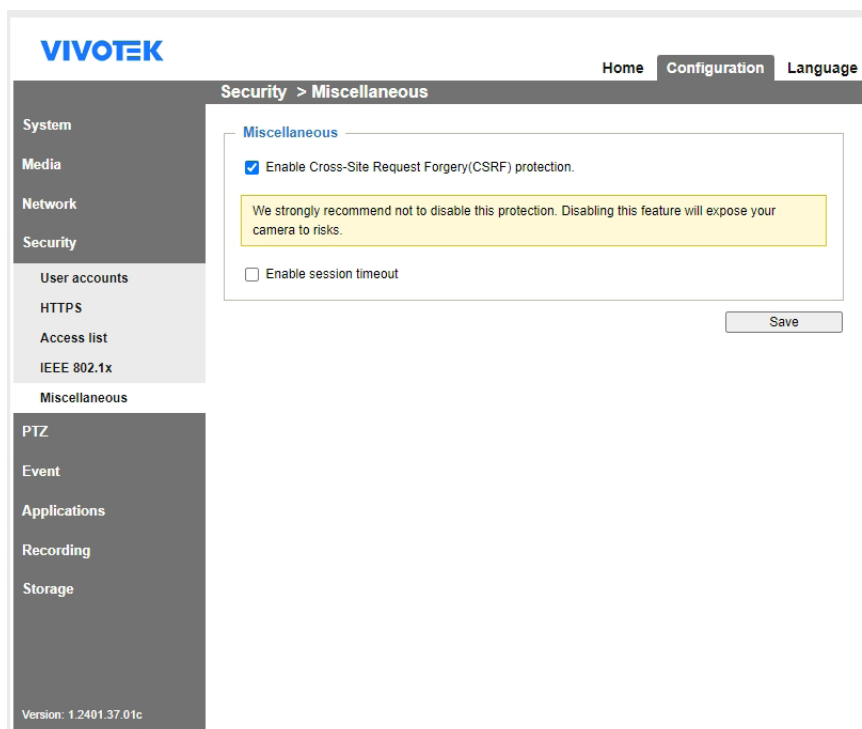 VIVOTEK
Home Configuration Language
Security > Miscellaneous
System
Media
Network
Security
User accounts
HTTPS
Access list
IEEE 802.1x
Miscellaneous
PTZ
Event
Applications
Recording
Storage
Version: 1.2401.37.01c
Miscellaneous
Enable Cross-Site Request Forgery(CSRF) protection.
We strongly recommend not to disable this protection. Disabling this feature will expose your
camera to risks.
Enable session timeout
Save